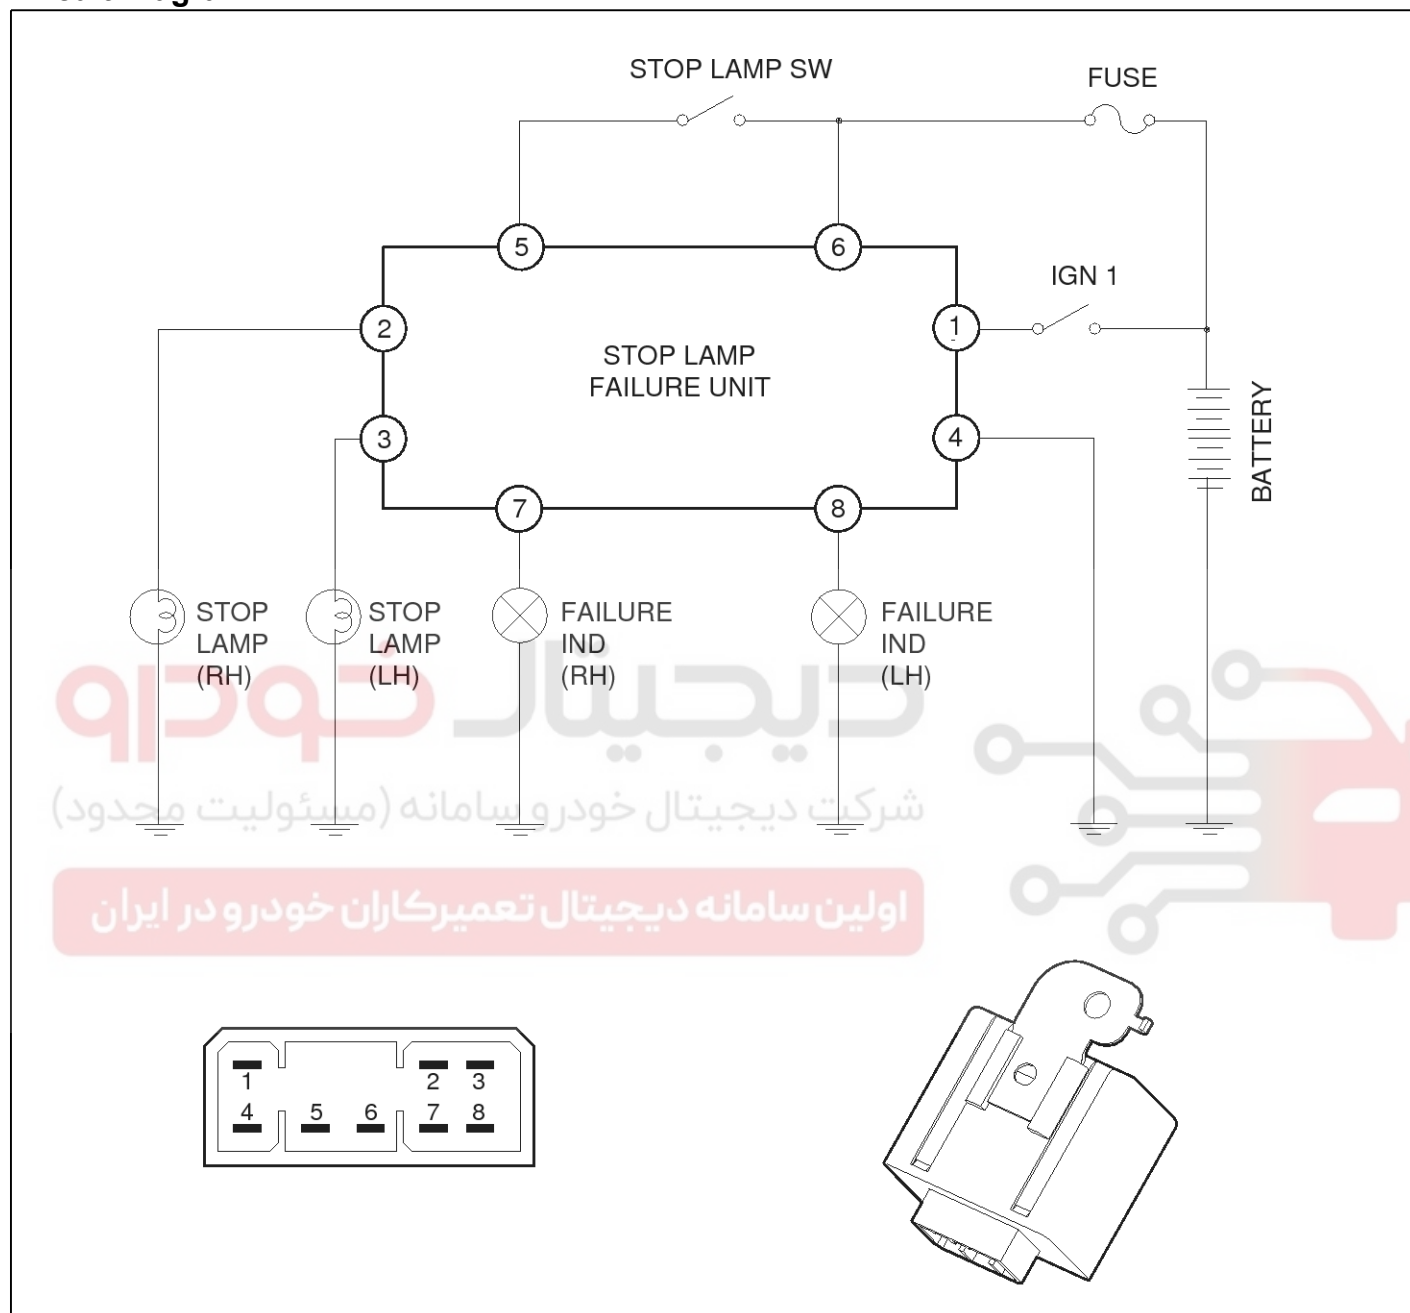 STOP LAMP SW
FUSE
5
6
IGN 1
2
1
STOP LAMP
FAILURE UNIT
3
4
BATTERY
7
8
STOP
LAMP
(RH)
STOP
LAMP
(LH)
FAILURE
IND
(RH)
FAILURE
IND
(LH)
دیجیتال خودرو
شرکت دیجیتال خودرو سامانه (مسئولیت محدود)
اولین سامانه دیجیتال تعمیرکاران خودرو در ایران
1 2 3
4 5 6 7 8